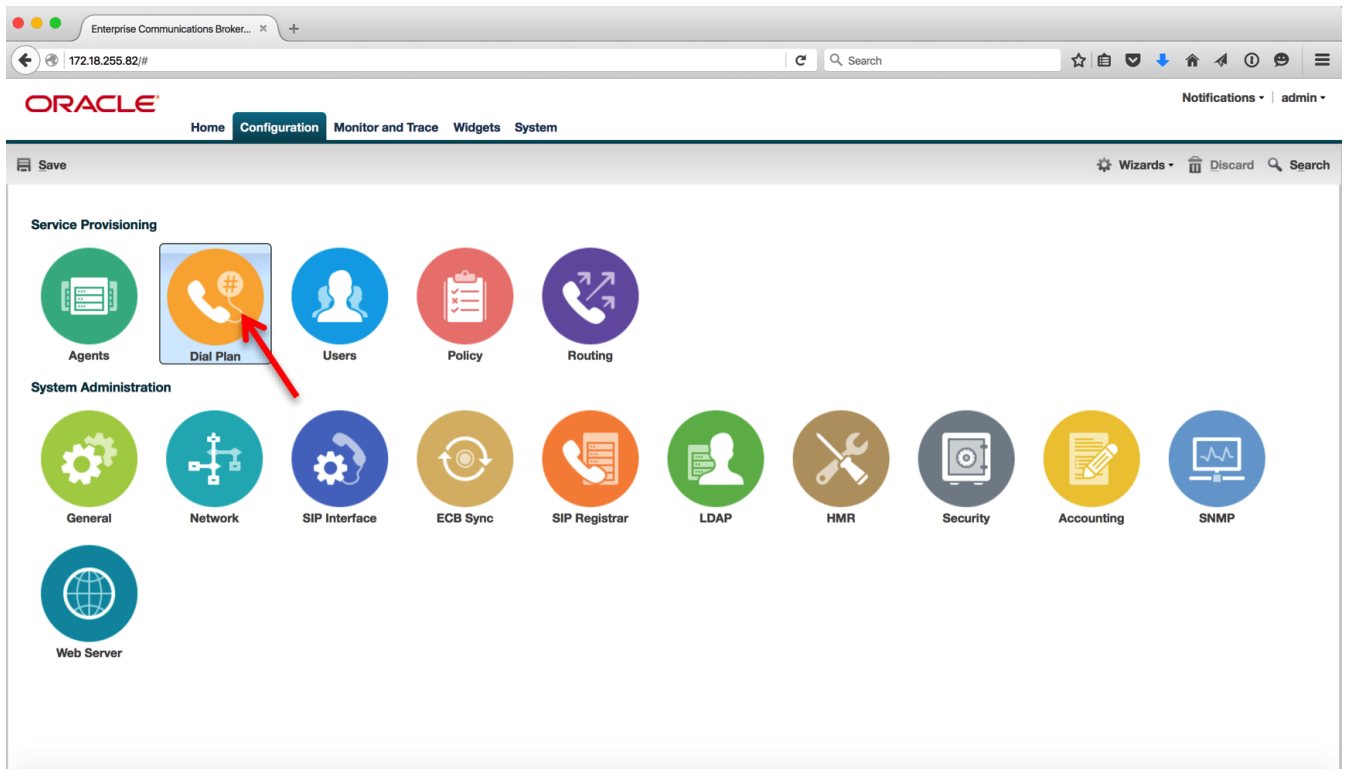 Enterprise Communications Broker...
172.18.255.82/#
Search
ORACLE
Notifications
admin
Home Configuration Monitor and Trace Widgets System
Save
Wizards
Discard
Search
Service Provisioning
#
Agents Dial Plan Users Policy Routing
System Administration
General Network SIP Interface ECB Sync SIP Registrar LDAP HMR Security Accounting SNMP
Web Server